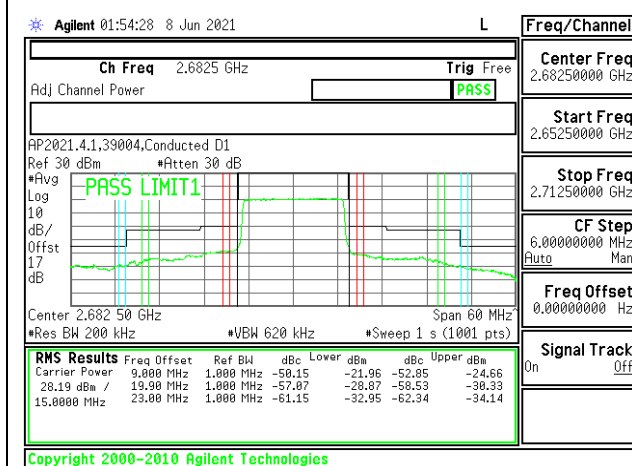 Agilent 01:54:28 8 Jun 2021 L
Freq/Channel
Ch Freq 2.6825 GHz Trig Free
Adj Channel Power PASS
AP2021.4.1,39004,Conducted D1
Ref 30 dBm #Atten 30 dB
#Avg
Log
10
dB/
Offst
17
dB
PASS LIMIT1
Center 2.682 50 GHz Span 60 MHz^
#Res BW 200 kHz #VBW 620 kHz #Sweep 1 s (1001 pts)
RMS Results Freq Offset Ref BW dBc Lower dBm dBc Upper dBm
Carrier Power 9.000 MHz 1.000 MHz -50.15 -21.96 -52.85 -24.66
28.19 dBm / 19.90 MHz 1.000 MHz -57.07 -28.87 -58.53 -30.33
15.0000 MHz 23.00 MHz 1.000 MHz -61.15 -32.95 -62.34 -34.14
Center Freq
2.68250000 GHz
Start Freq
2.65250000 GHz
Stop Freq
2.71250000 GHz
CF Step
6.00000000 MHz
Auto Man
Freq Offset
0.00000000 Hz
Signal Track
On Off
Copyright 2000-2010 Agilent Technologies